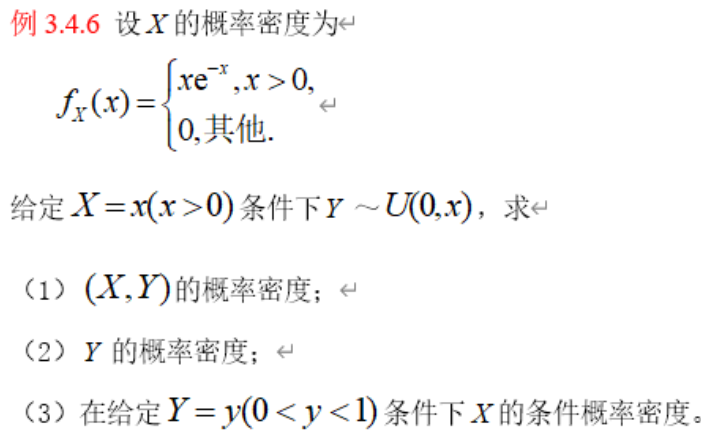 例 3.4.6 设 X 的概率密度为↵
f_X(x) = { xe^{-x}, x > 0, ↵
0, 其他.
给定 X = x(x > 0) 条件下 Y ～ U(0, x)，求↵
（1）(X, Y) 的概率密度；↵
（2）Y 的概率密度；↵
（3）在给定 Y = y(0 < y < 1) 条件下 X 的条件概率密度。